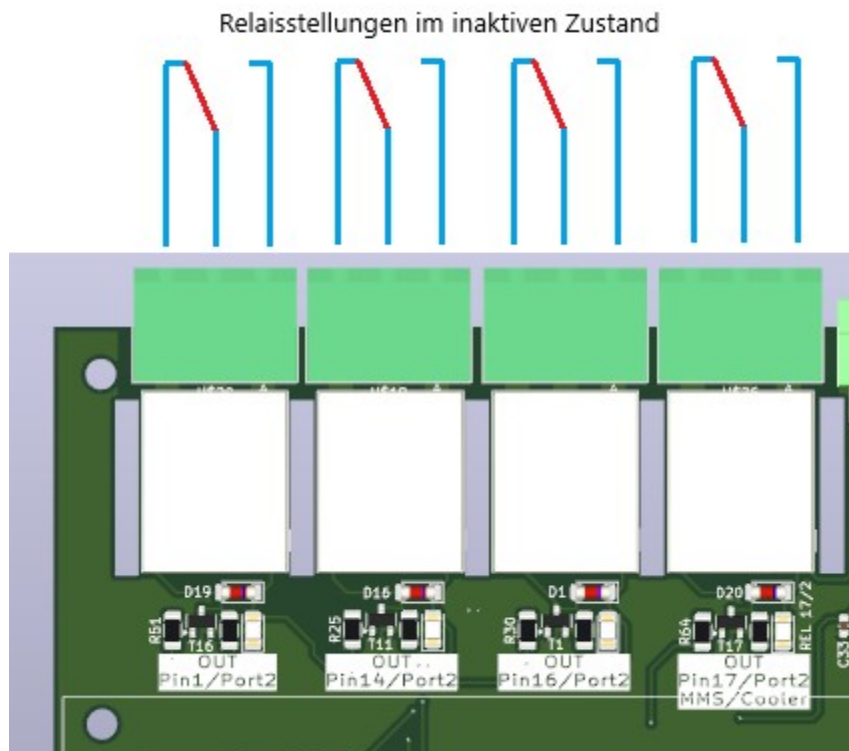 Relaisstellungen im inaktiven Zustand
D19
D16
D1
D20
REL 17/2
R51
T16
R25
T11
R30
T1
R64
T17
C33
OUT
Pin1/Port2
OUT
Pin14/Port2
OUT
Pin16/Port2
OUT
Pin17/Port2
MMS/Cooler